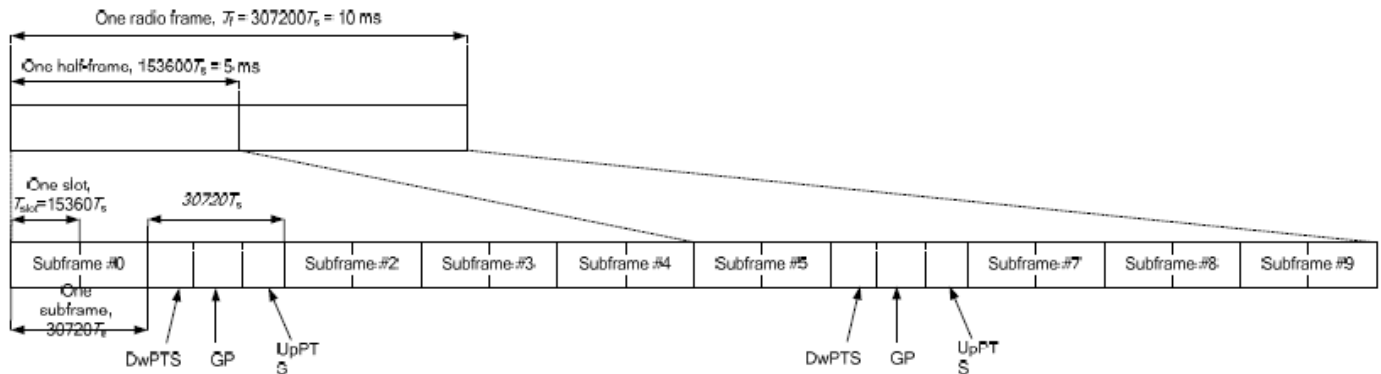 One radio frame, Tf = 307200Ts = 10 ms
One half-frame, 153600Ts = 5 ms
One slot,
Tslot=15360Ts
30720Ts
Subframe #0
Subframe #2
Subframe #3
Subframe #4
Subframe #5
Subframe #7
Subframe #8
Subframe #9
One
subframe,
30720Ts
DwPTS
GP
UpPT
S
DwPTS
GP
UpPT
S